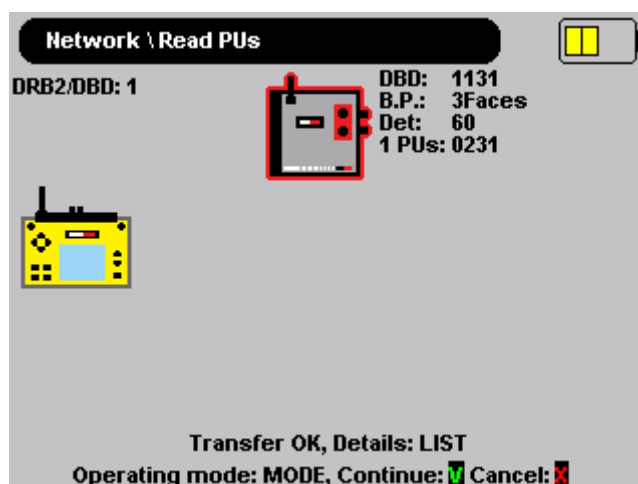 Network \ Read PUs
DRB2/DBD: 1
DBD: 1131
B.P.: 3Faces
Det: 60
1 PUs: 0231
Transfer OK, Details: LIST
Operating mode: MODE, Continue: V Cancel: X